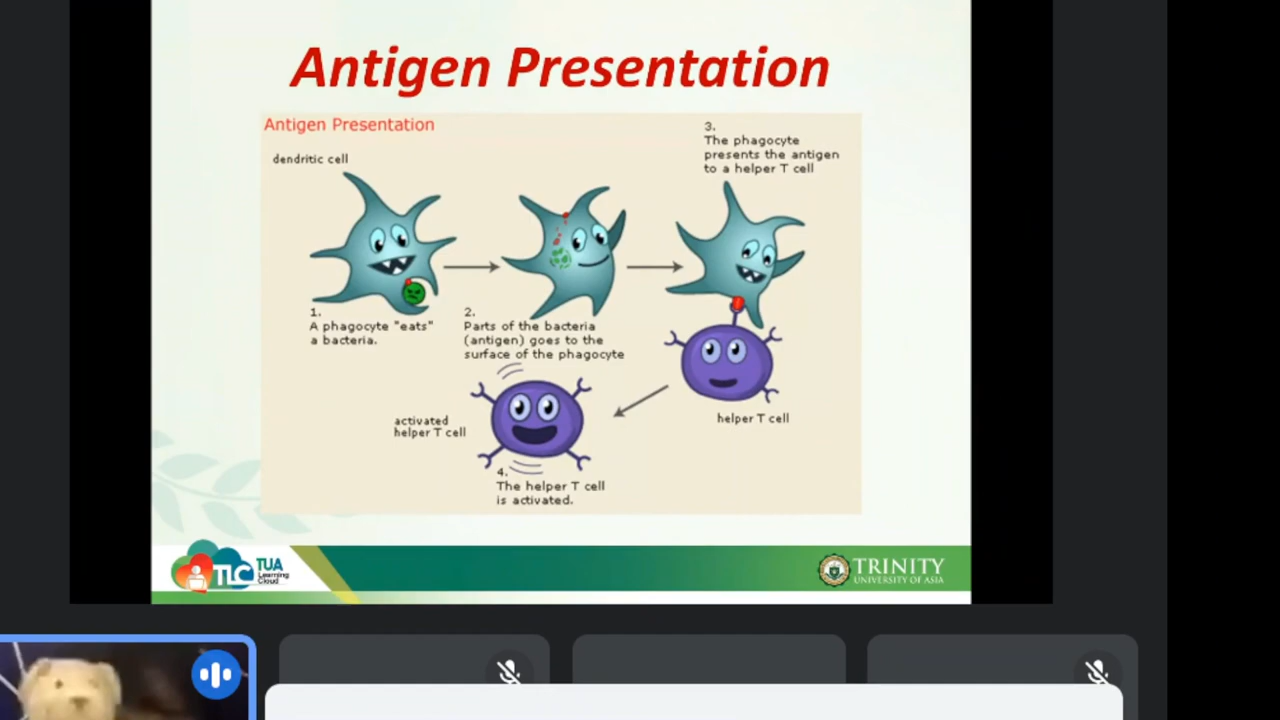 Antigen Presentation
Antigen Presentation
dendritic cell
1.
A phagocyte "eats"
a bacteria.
2.
Parts of the bacteria
(antigen) goes to the
surface of the phagocyte
3.
The phagocyte
presents the antigen
to a helper T cell
helper T cell
activated
helper T cell
4.
The helper T cell
is activated.
TLC
TUA
Learning
Cloud
TRINITY
UNIVERSITY OF ASIA